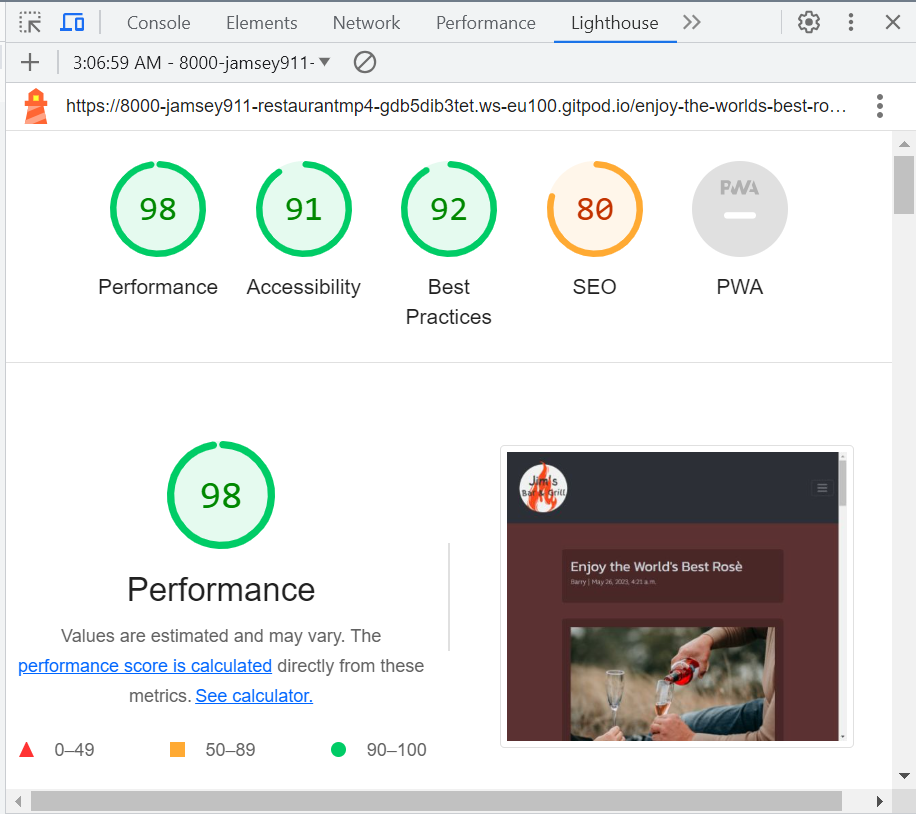 Console Elements Network Performance Lighthouse
3:06:59 AM - 8000-jamsey911-
https://8000-jamsey911-restaurantmp4-gdb5dib3tet.ws-eu100.gitpod.io/enjoy-the-worlds-best-ro…
98 91 92 80 PWA
Performance Accessibility Best Practices SEO PWA
98
Jim's
Bar & Grill
Performance
Enjoy the World's Best Rosè
Barry | May 26, 2023, 4:23 a.m.
Values are estimated and may vary. The
performance score is calculated directly from these
metrics. See calculator.
0–49 50–89 90–100